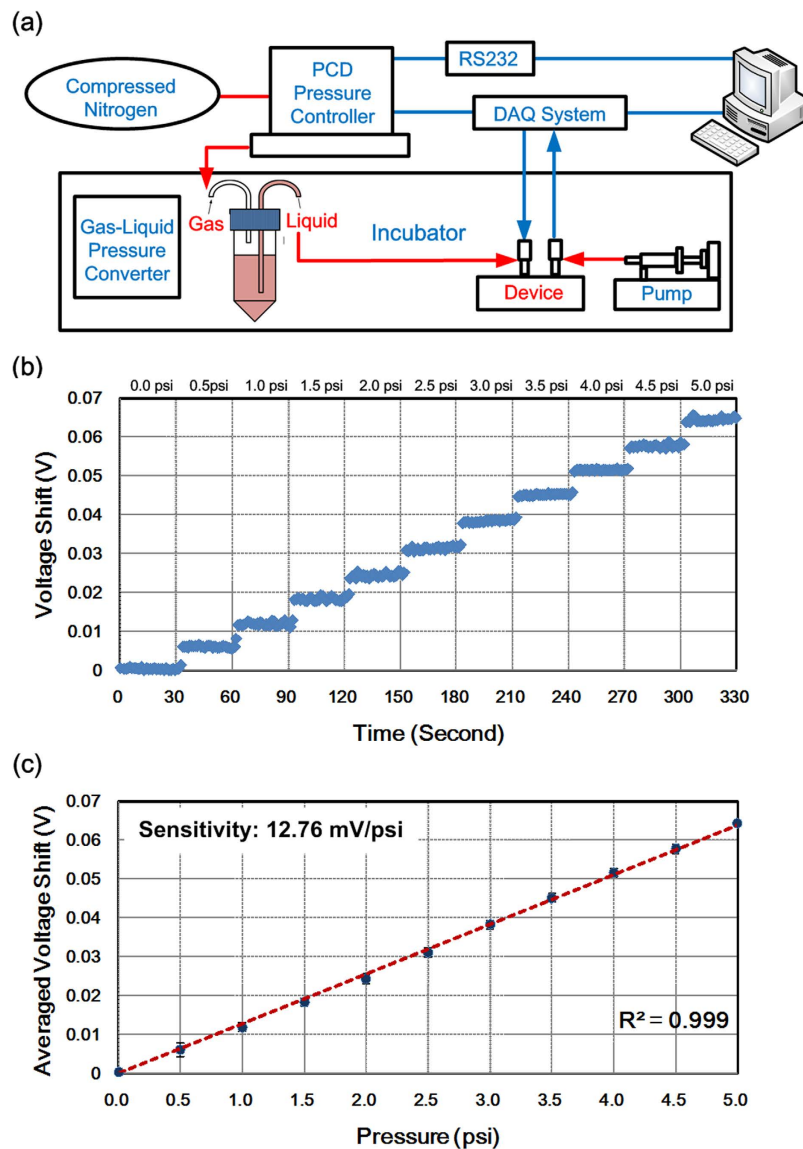 (a)
Compressed
Nitrogen
PCD
Pressure
Controller
RS232
DAQ System
Gas-Liquid
Pressure
Converter
Gas
Liquid
Incubator
Device
Pump
(b)
0.0 psi 0.5psi 1.0 psi 1.5 psi 2.0 psi 2.5 psi 3.0 psi 3.5 psi 4.0 psi 4.5 psi 5.0 psi
Voltage Shift (V)
0.07
0.06
0.05
0.04
0.03
0.02
0.01
0
0 30 60 90 120 150 180 210 240 270 300 330
Time (Second)
(c)
Averaged Voltage Shift (V)
0.07
0.06
0.05
0.04
0.03
0.02
0.01
0
Sensitivity: 12.76 mV/psi
R² = 0.999
0.0 0.5 1.0 1.5 2.0 2.5 3.0 3.5 4.0 4.5 5.0
Pressure (psi)